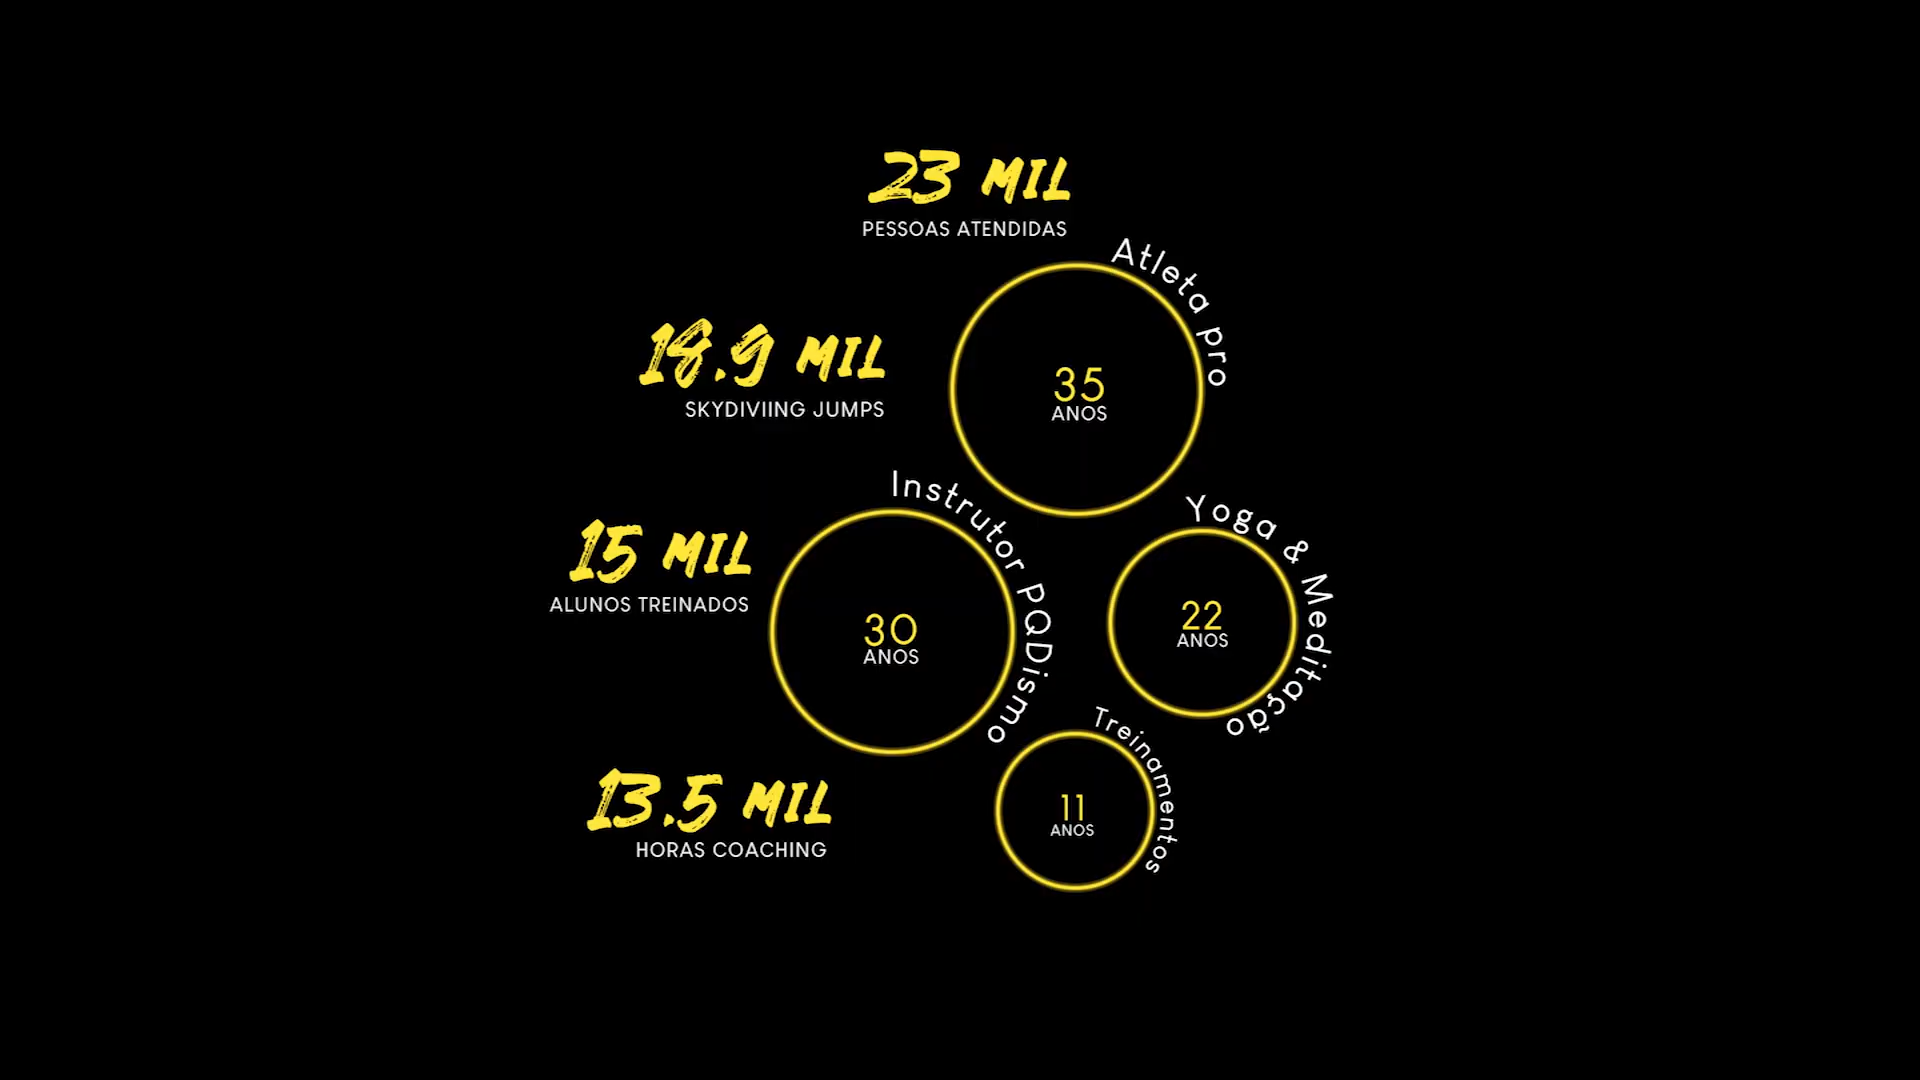 23 MIL
PESSOAS ATENDIDAS
Atleta pro
35
ANOS
18.9 MIL
SKYDIVIING JUMPS
Instrutor PQDismo
30
ANOS
Yoga & Meditação
22
ANOS
15 MIL
ALUNOS TREINADOS
Treinamentos
11
ANOS
13.5 MIL
HORAS COACHING